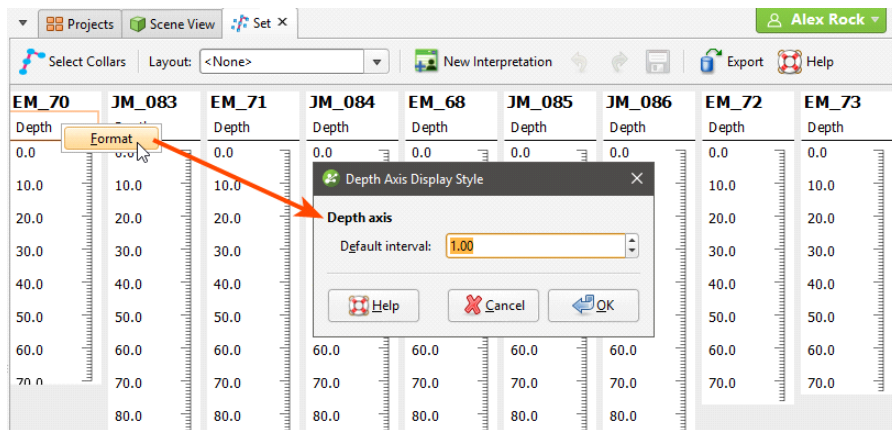 Projects Scene View Set × Alex Rock
Select Collars Layout: <None> New Interpretation Export Help
EM_70 JM_083 EM_71 JM_084 EM_68 JM_085 JM_086 EM_72 EM_73
Depth Depth Depth Depth Depth Depth Depth Depth
Format
0.0 0.0 0.0 0.0 0.0 0.0 0.0 0.0 0.0
Depth Axis Display Style ×
10.0 10.0 10.0 10.0 10.0
Depth axis
20.0 20.0 20.0 20.0 20.0
Default interval: 1.00
30.0 30.0 30.0 30.0 30.0
40.0 40.0 40.0 40.0 40.0
Help Cancel OK
50.0 50.0 50.0 50.0 50.0
60.0 60.0 60.0 60.0 60.0 60.0 60.0 60.0 60.0
70.0 70.0 70.0 70.0 70.0 70.0 70.0 70.0 70.0
80.0 80.0 80.0 80.0 80.0 80.0